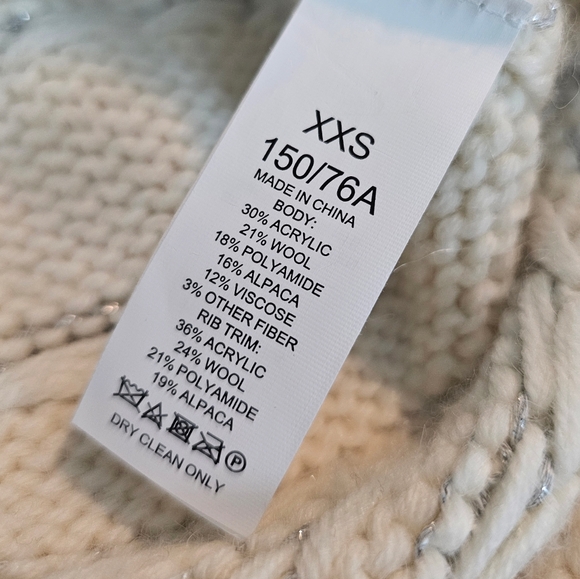 XXS
150/76A
MADE IN CHINA
BODY:
30% ACRYLIC
21% WOOL
18% POLYAMIDE
16% ALPACA
12% VISCOSE
3% OTHER FIBER
RIB TRIM:
36% ACRYLIC
24% WOOL
21% POLYAMIDE
19% ALPACA
P
DRY CLEAN ONLY